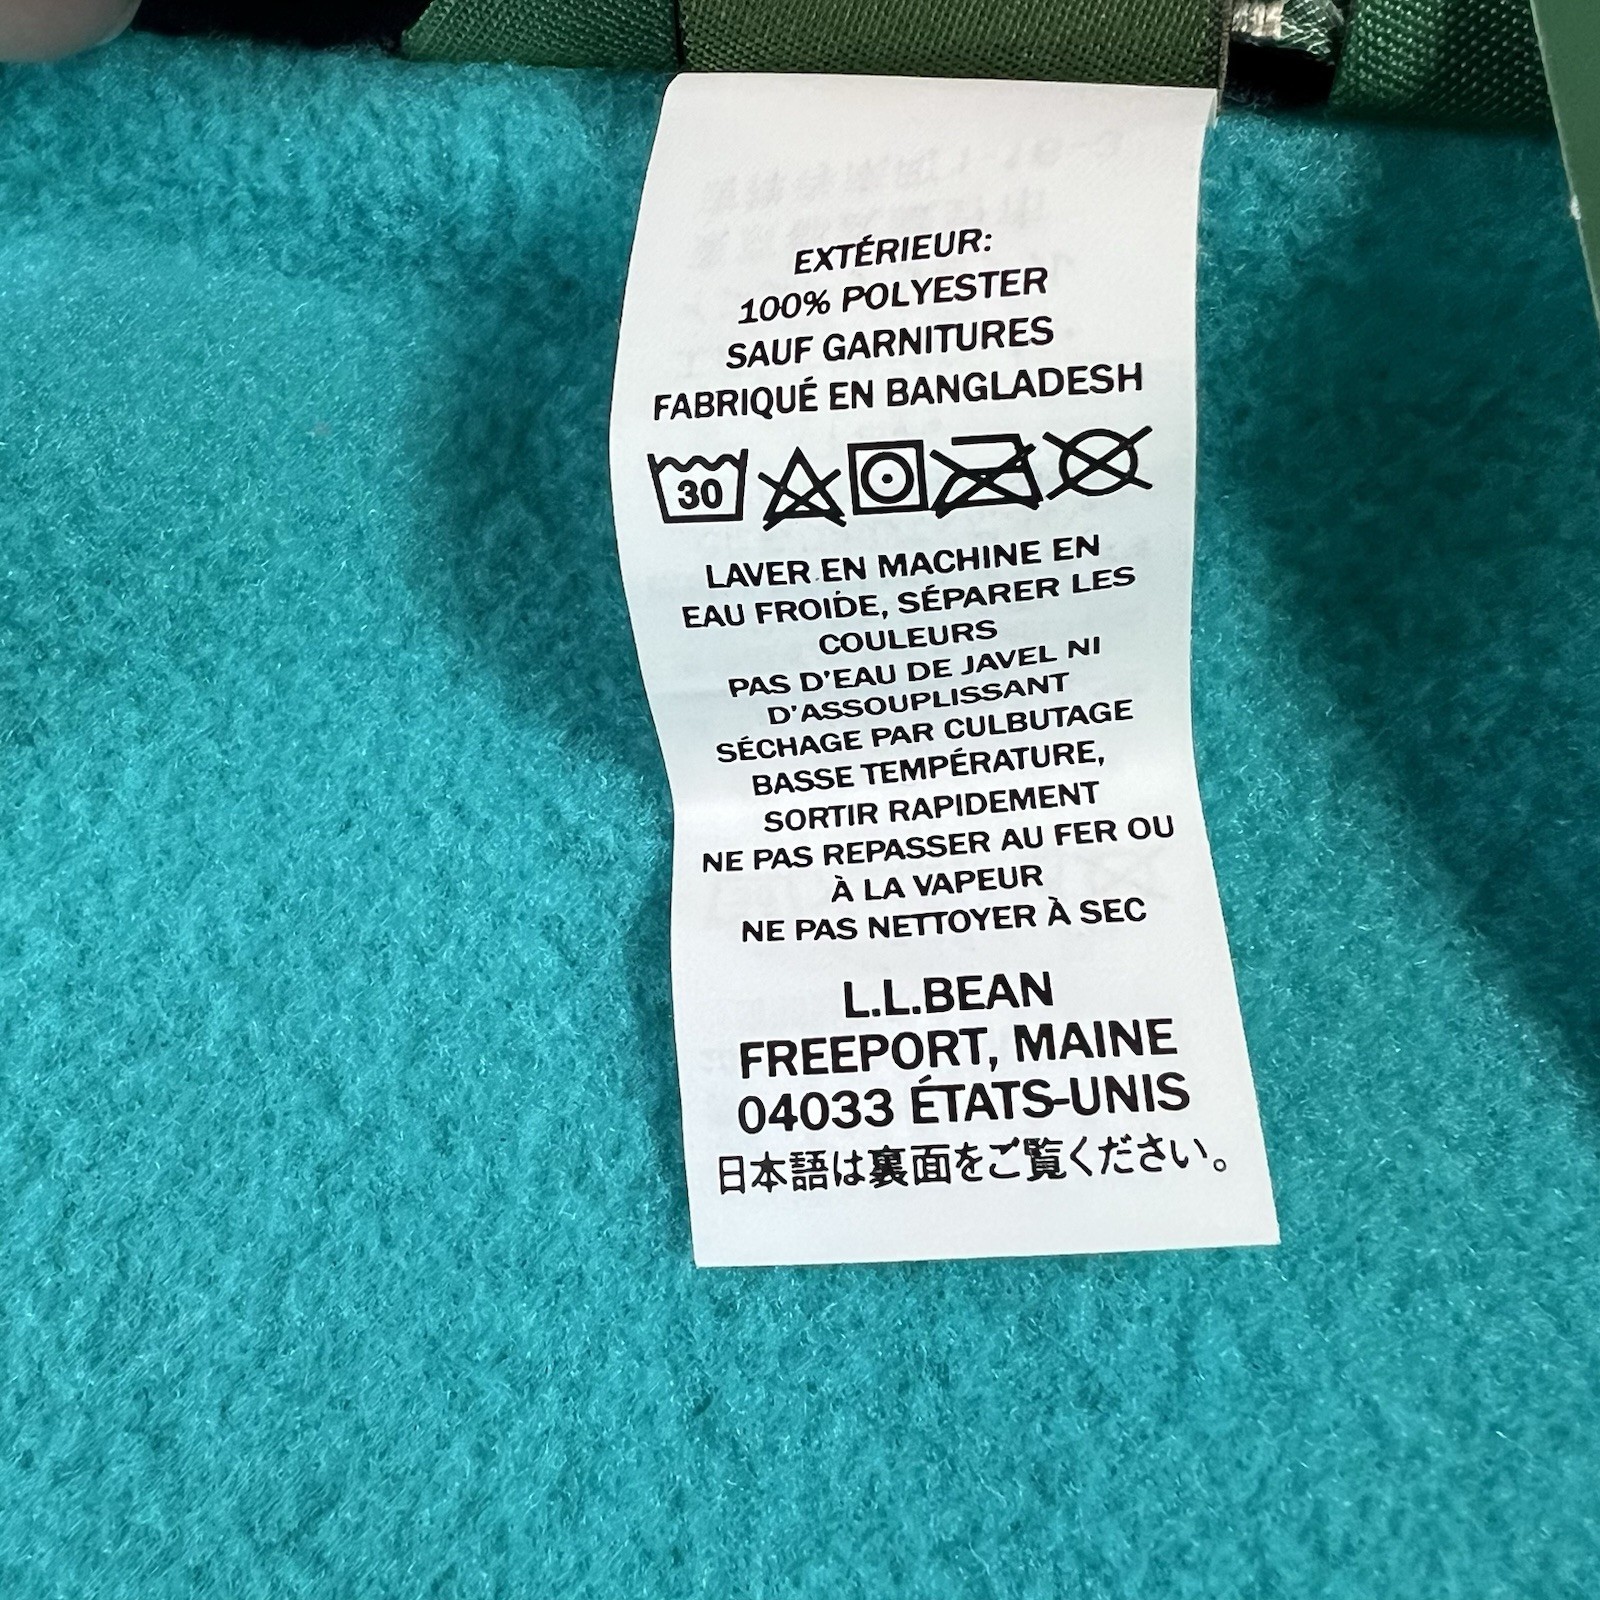 EXTÉRIEUR:
100% POLYESTER
SAUF GARNITURES
FABRIQUÉ EN BANGLADESH
30
LAVER EN MACHINE EN
EAU FROIDE, SÉPARER LES
COULEURS
PAS D'EAU DE JAVEL NI
D'ASSOUPLISSANT
SÉCHAGE PAR CULBUTAGE
BASSE TEMPÉRATURE,
SORTIR RAPIDEMENT
NE PAS REPASSER AU FER OU
À LA VAPEUR
NE PAS NETTOYER À SEC
L.L.BEAN
FREEPORT, MAINE
04033 ÉTATS-UNIS
日本語は裏面をご覧ください。